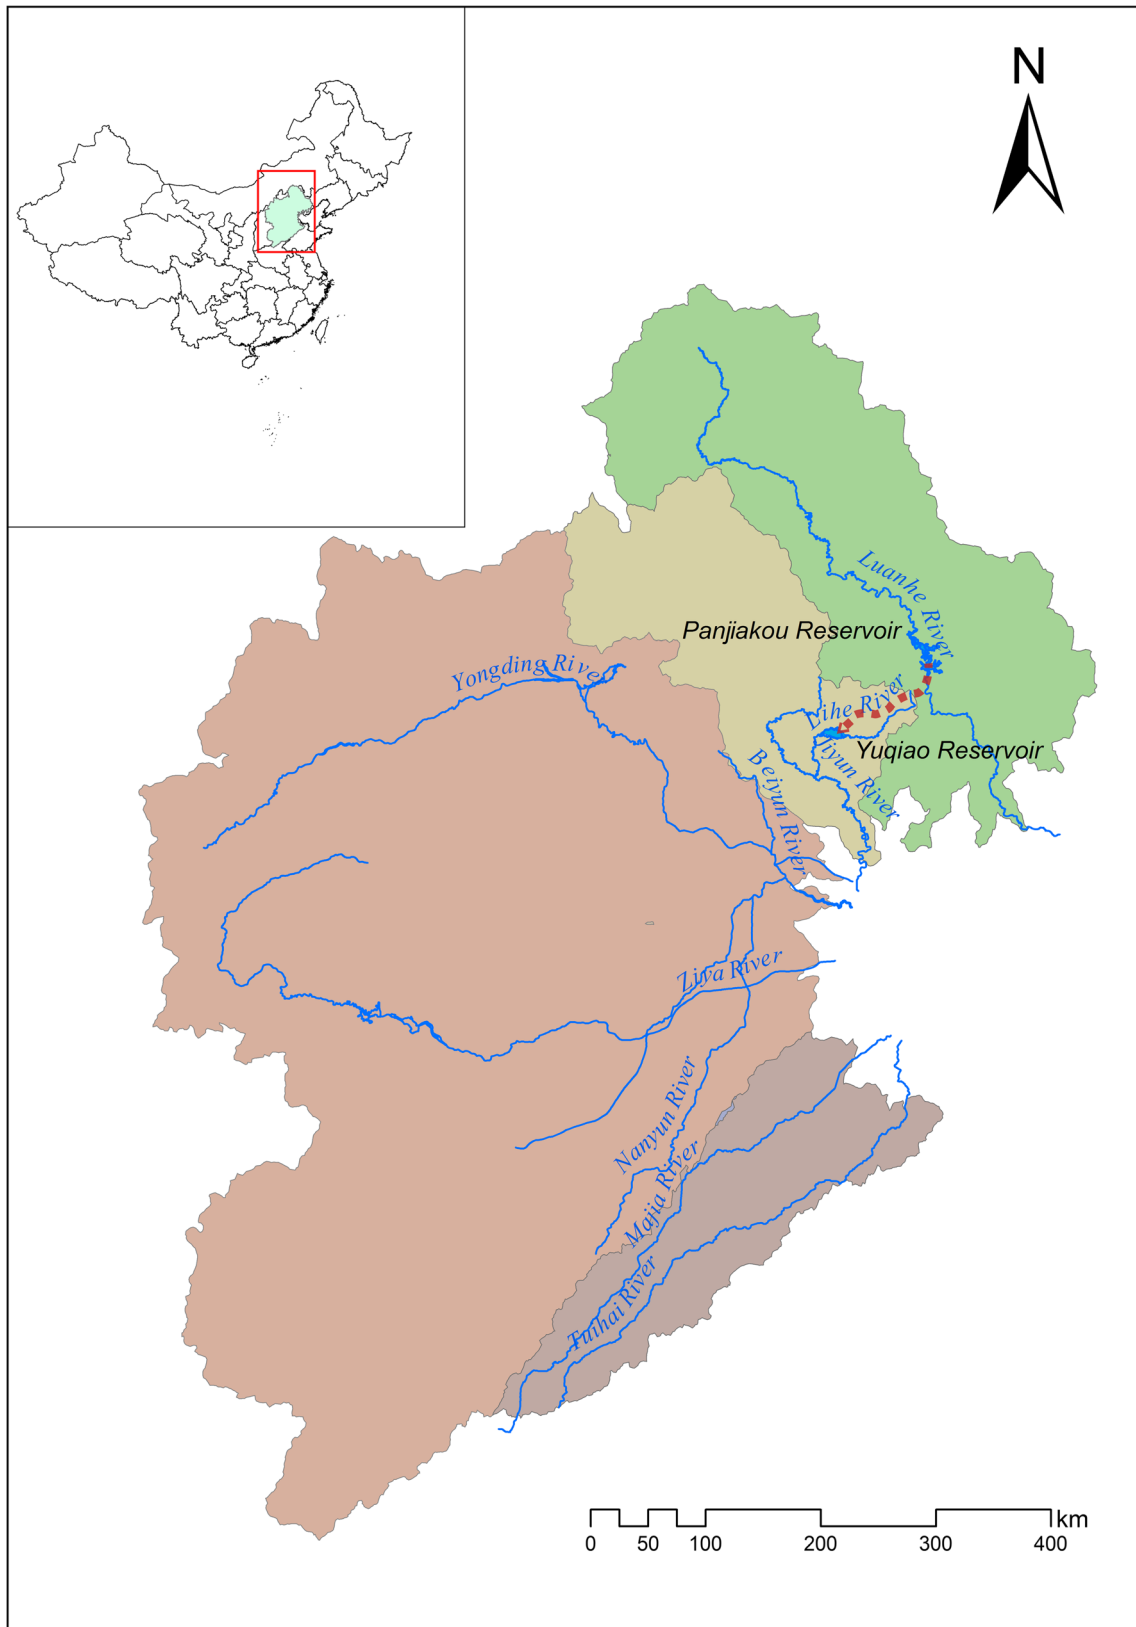 N
Luanhe River
Panjiakou Reservoir
Yongding River
Lihe River
Yuqiao Reservoir
Jiyun River
Beiyun River
Ziya River
Nanyun River
Majia River
Tuihai River
km
0 50 100 200 300 400